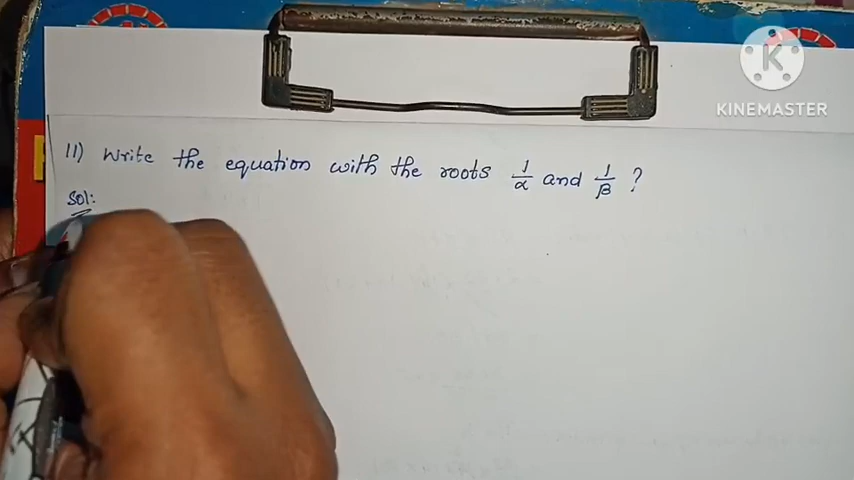 KINEMASTER
11) Write the equation with the roots 1/α and 1/β ?
Sol: